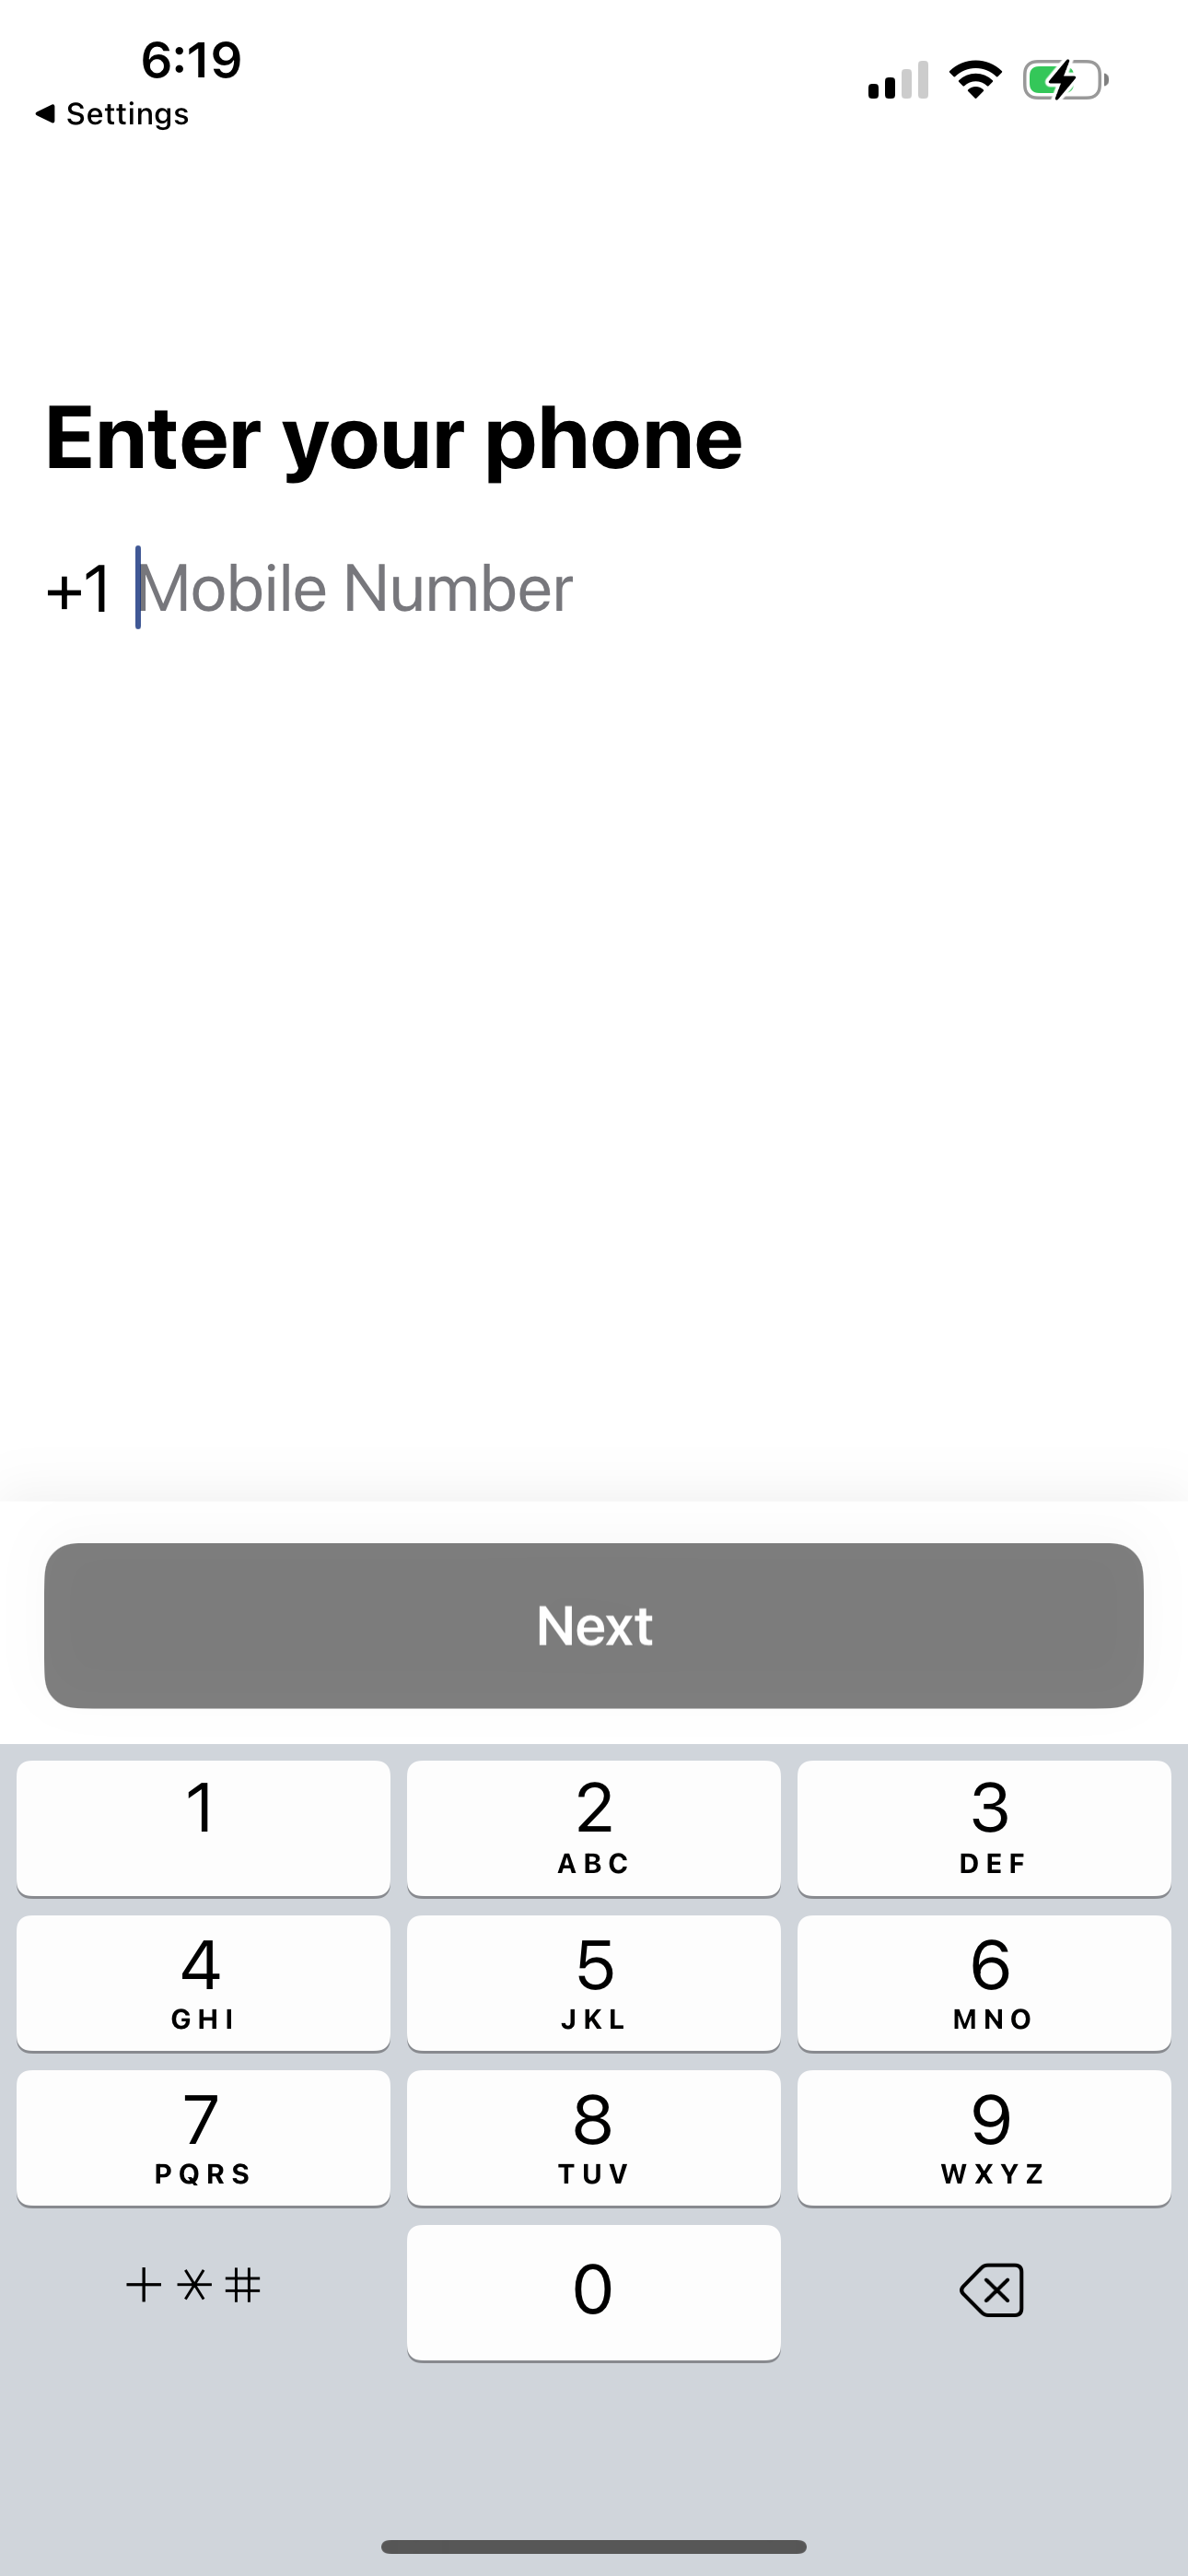 6:19
◀ Settings
Enter your phone
+1 Mobile Number
Next
1
2
ABC
3
DEF
4
GHI
5
JKL
6
MNO
7
PQRS
8
TUV
9
WXYZ
+*#
0